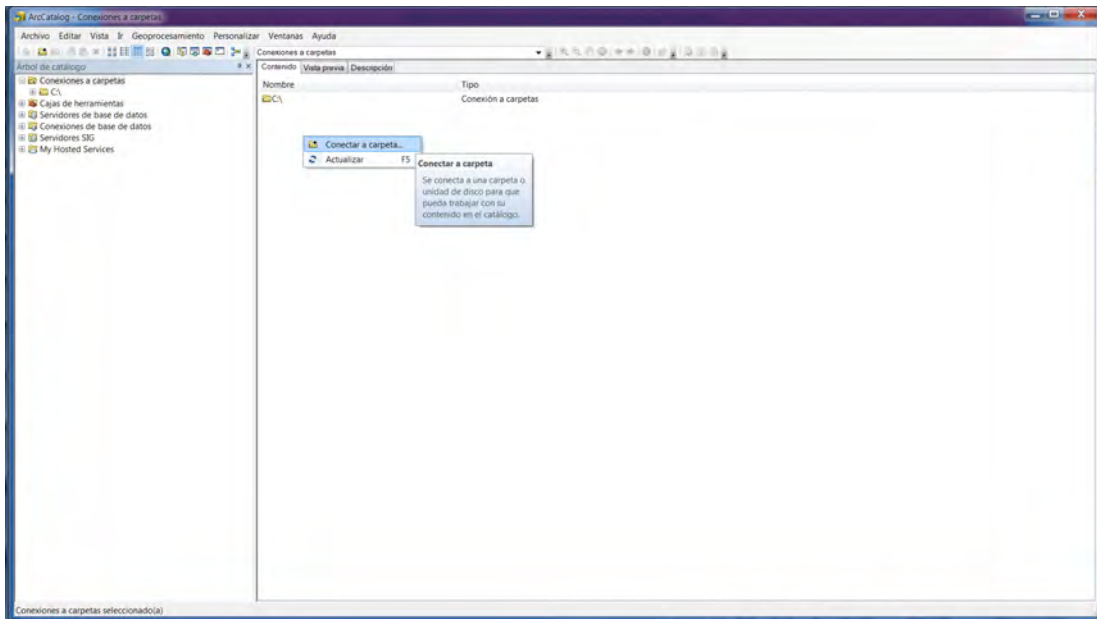 ArcCatalog - Conexiones a carpetas
Archivo Editar Vista Ir Geoprocesamiento Personalizar Ventanas Ayuda
Conexiones a carpetas
Árbol de catálogo
Contenido Vista previa Descripción
Conexiones a carpetas
C:\
Cajas de herramientas
Servidores de base de datos
Conexiones de base de datos
Servidores SIG
My Hosted Services
Nombre Tipo
C:\ Conexión a carpetas
Conectar a carpeta...
Actualizar F5
Conectar a carpeta
Se conecta a una carpeta o
unidad de disco para que
pueda trabajar con su
contenido en el catálogo.
Conexiones a carpetas seleccionado(a)